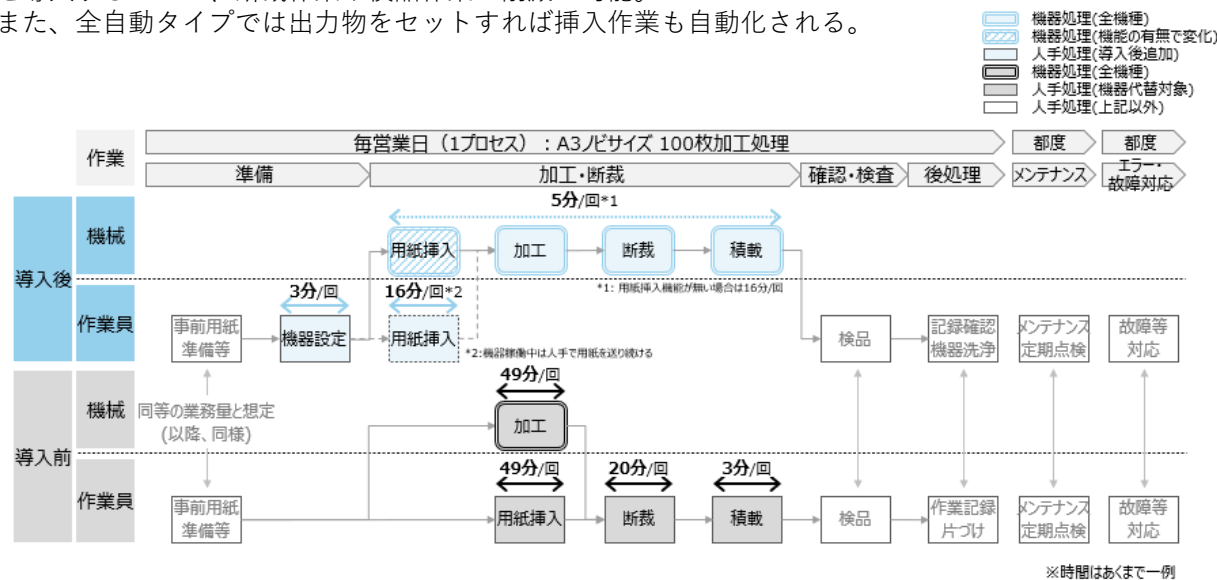 また、全自動タイプでは出力物をセットすれば挿入作業も自動化される。
機器処理(全機種)
機器処理(機能の有無で変化)
人手処理(導入後追加)
機器処理(全機種)
人手処理(機器代替対象)
人手処理(上記以外)
作業
毎営業日（1プロセス）：A3ノビサイズ 100枚加工処理
都度
都度
準備
加工・断裁
確認・検査
後処理
メンテナンス
エラー・
故障対応
導入後
機械
5分/回*1
用紙挿入
加工
断裁
積載
*1: 用紙挿入機能が無い場合は16分/回
作業員
3分/回
16分/回*2
事前用紙
準備等
機器設定
用紙挿入
*2:機器稼働中は人手で用紙を送り続ける
検品
記録確認
機器洗浄
メンテナンス
定期点検
故障等
対応
導入前
機械
同等の業務量と想定
(以降、同様)
49分/回
加工
作業員
49分/回
20分/回
3分/回
事前用紙
準備等
用紙挿入
断裁
積載
検品
作業記録
片づけ
メンテナンス
定期点検
故障等
対応
※時間はあくまで一例